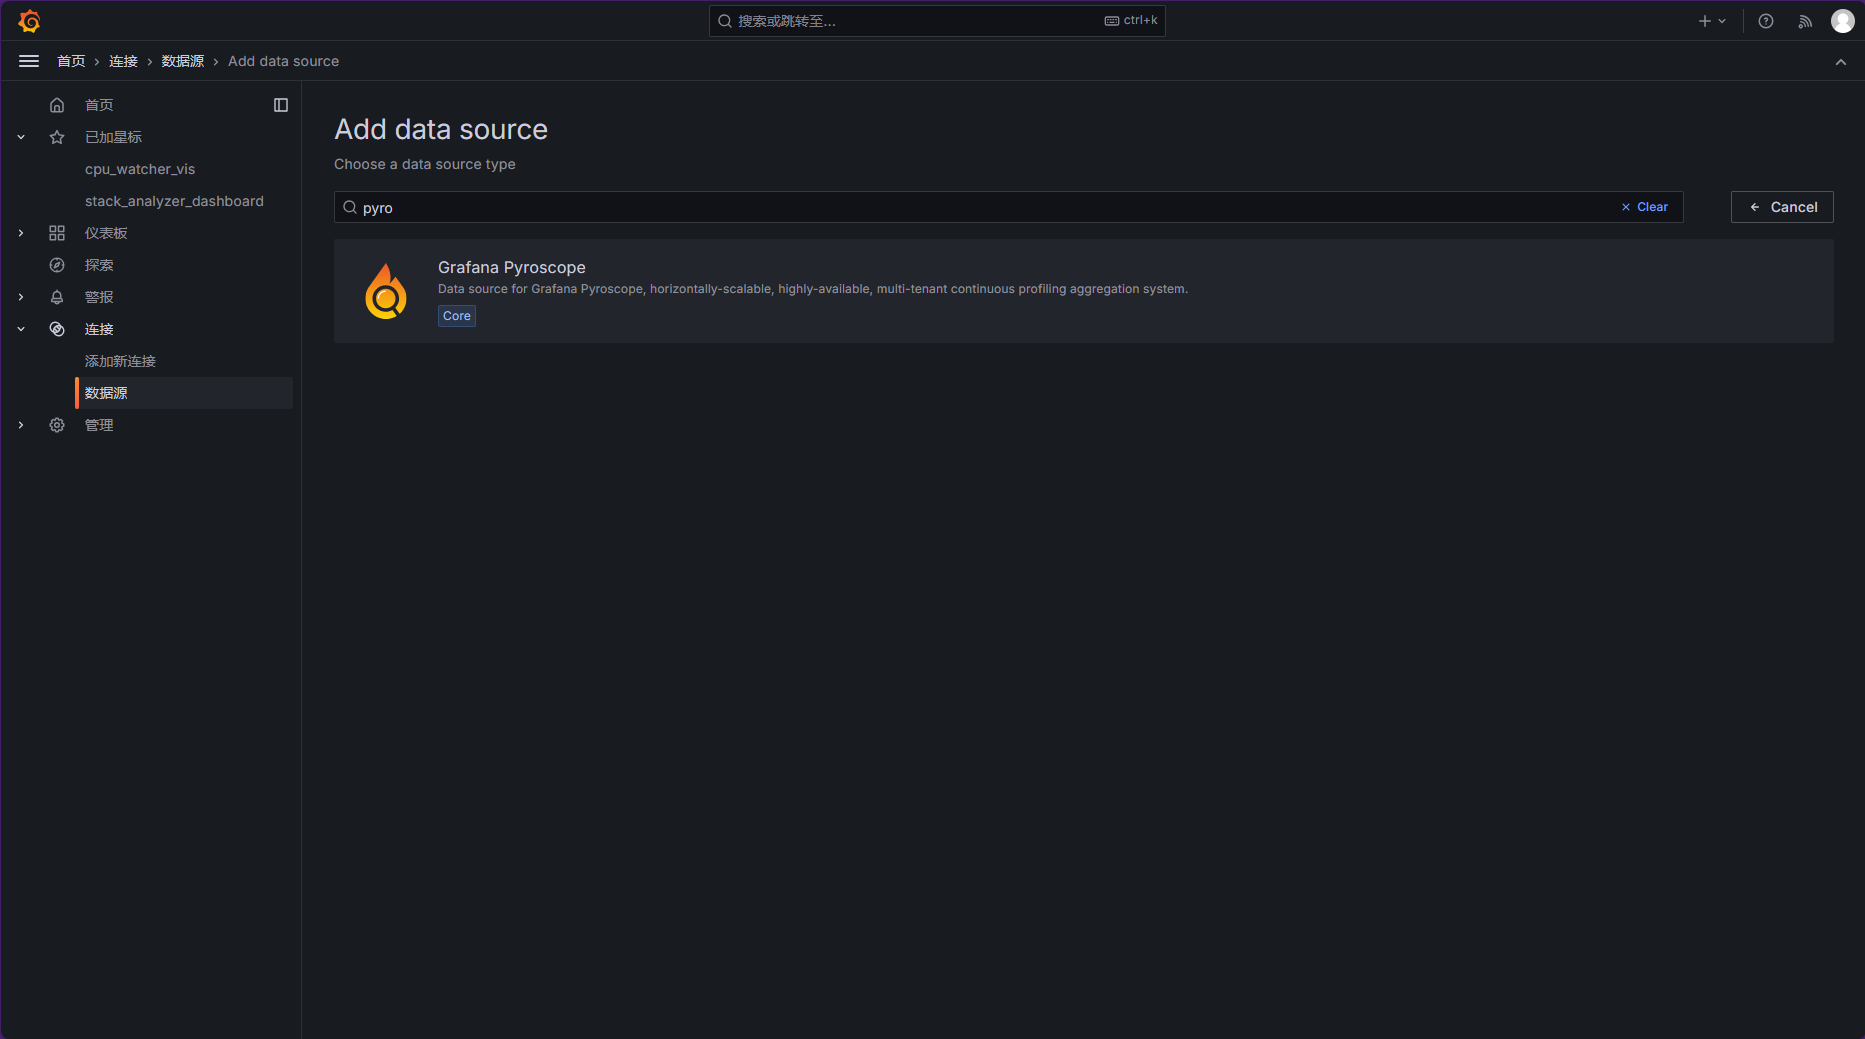 搜索或跳转至...
ctrl+k
首页 › 连接 › 数据源 › Add data source
首页
已加星标
cpu_watcher_vis
stack_analyzer_dashboard
仪表板
探索
警报
连接
添加新连接
数据源
管理
Add data source
Choose a data source type
pyro
Clear
Cancel
Grafana Pyroscope
Data source for Grafana Pyroscope, horizontally-scalable, highly-available, multi-tenant continuous profiling aggregation system.
Core